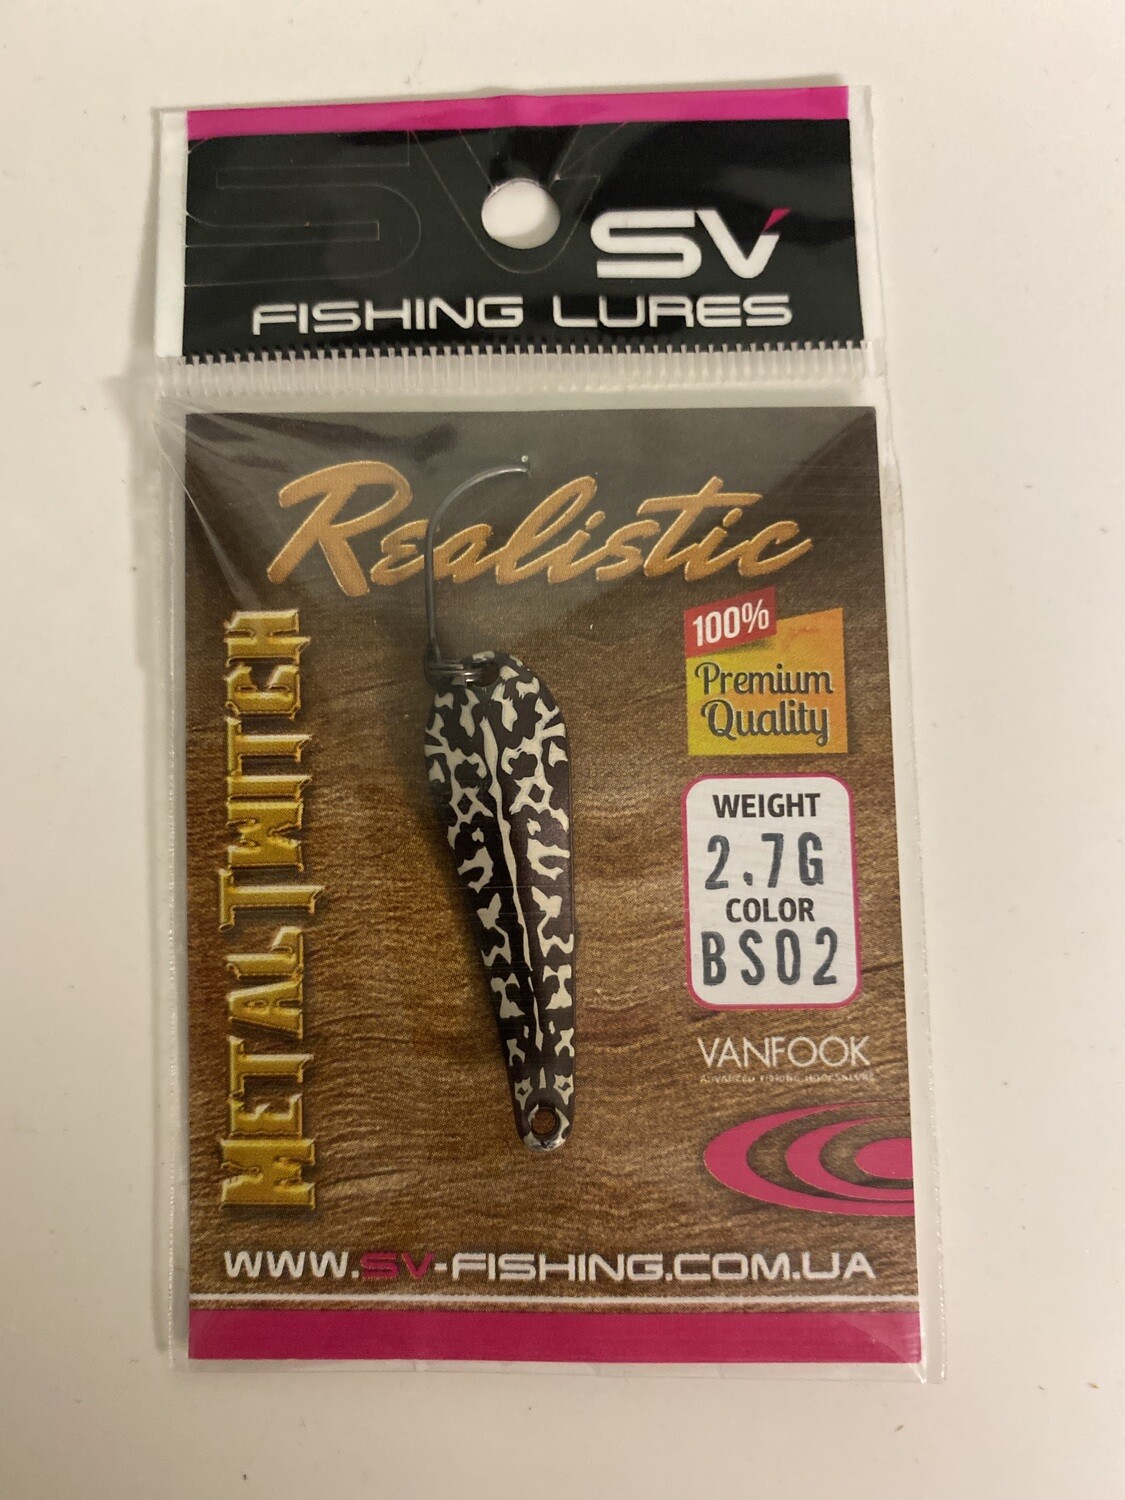 SV
FISHING LURES
Realistic
METAL TWITCH
100%
Premium
Quality
WEIGHT
2.7G
COLOR
BS02
VANFOOK
WWW.SV-FISHING.COM.UA